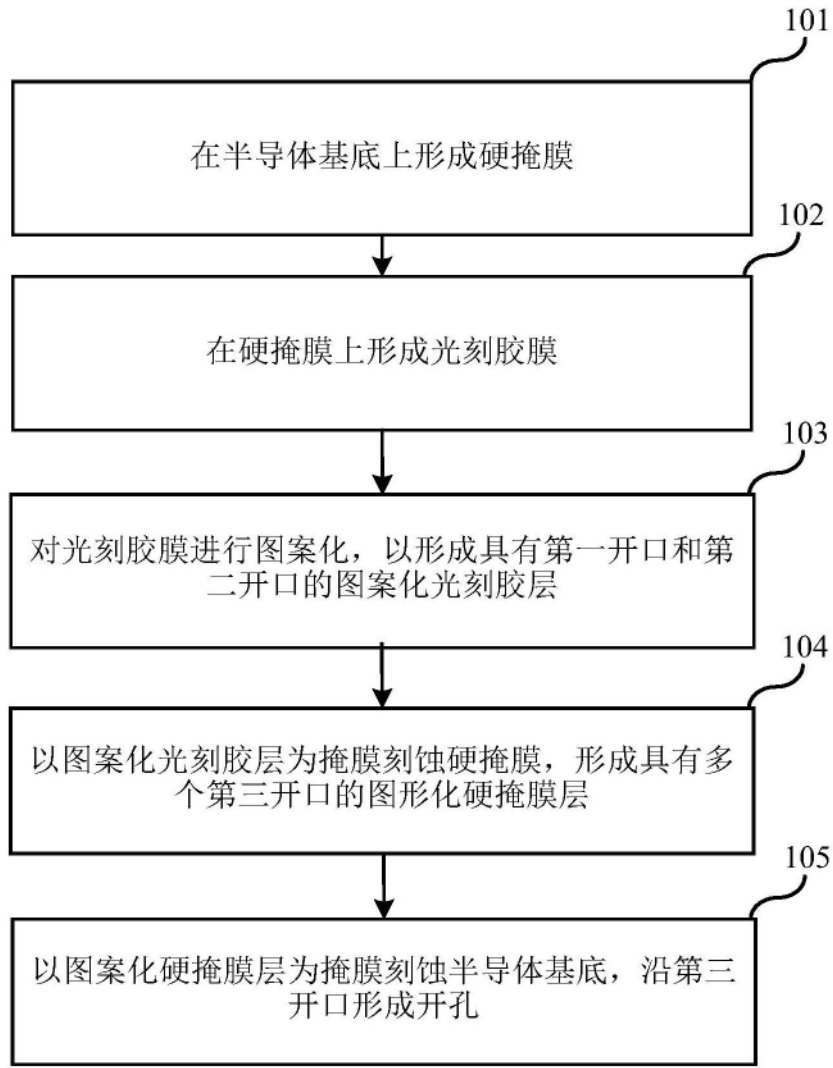 101
在半导体基底上形成硬掩膜
102
在硬掩膜上形成光刻胶膜
103
对光刻胶膜进行图案化，以形成具有第一开口和第
二开口的图案化光刻胶层
104
以图案化光刻胶层为掩膜刻蚀硬掩膜，形成具有多
个第三开口的图形化硬掩膜层
105
以图案化硬掩膜层为掩膜刻蚀半导体基底，沿第三
开口形成开孔